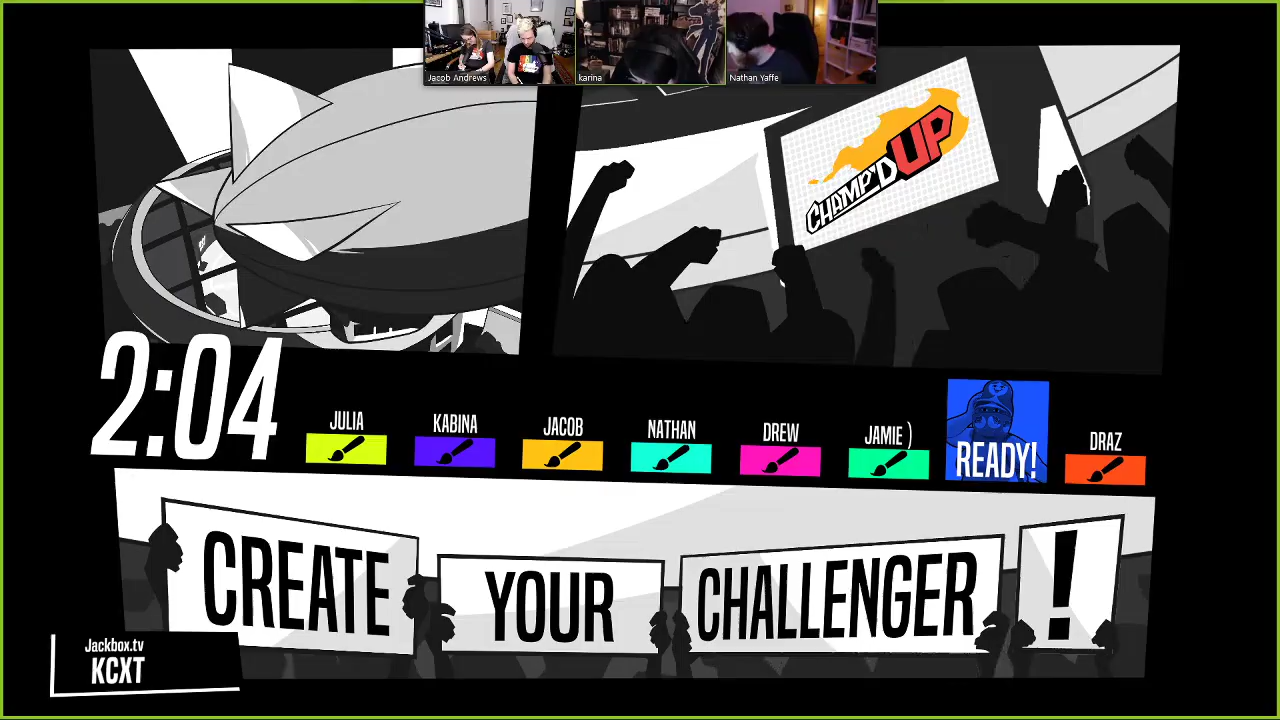 Jacob Andrews
karina
Nathan Yaffe
CHAMP'D UP
2:04
JULIA
KABINA
JACOB
NATHAN
DREW
JAMIE )
READY!
DRAZ
CREATE YOUR CHALLENGER !
Jackbox.tv
KCXT